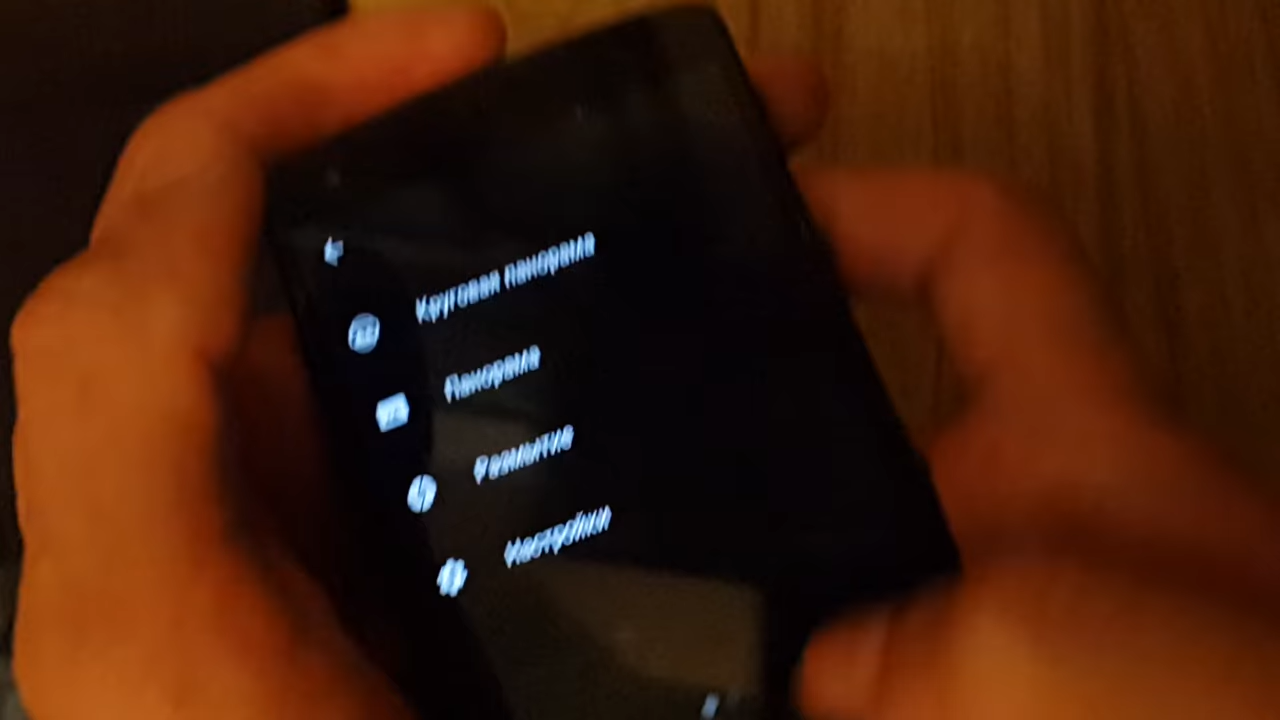 Круговая панорама
Панорама
Размытие
Настройки